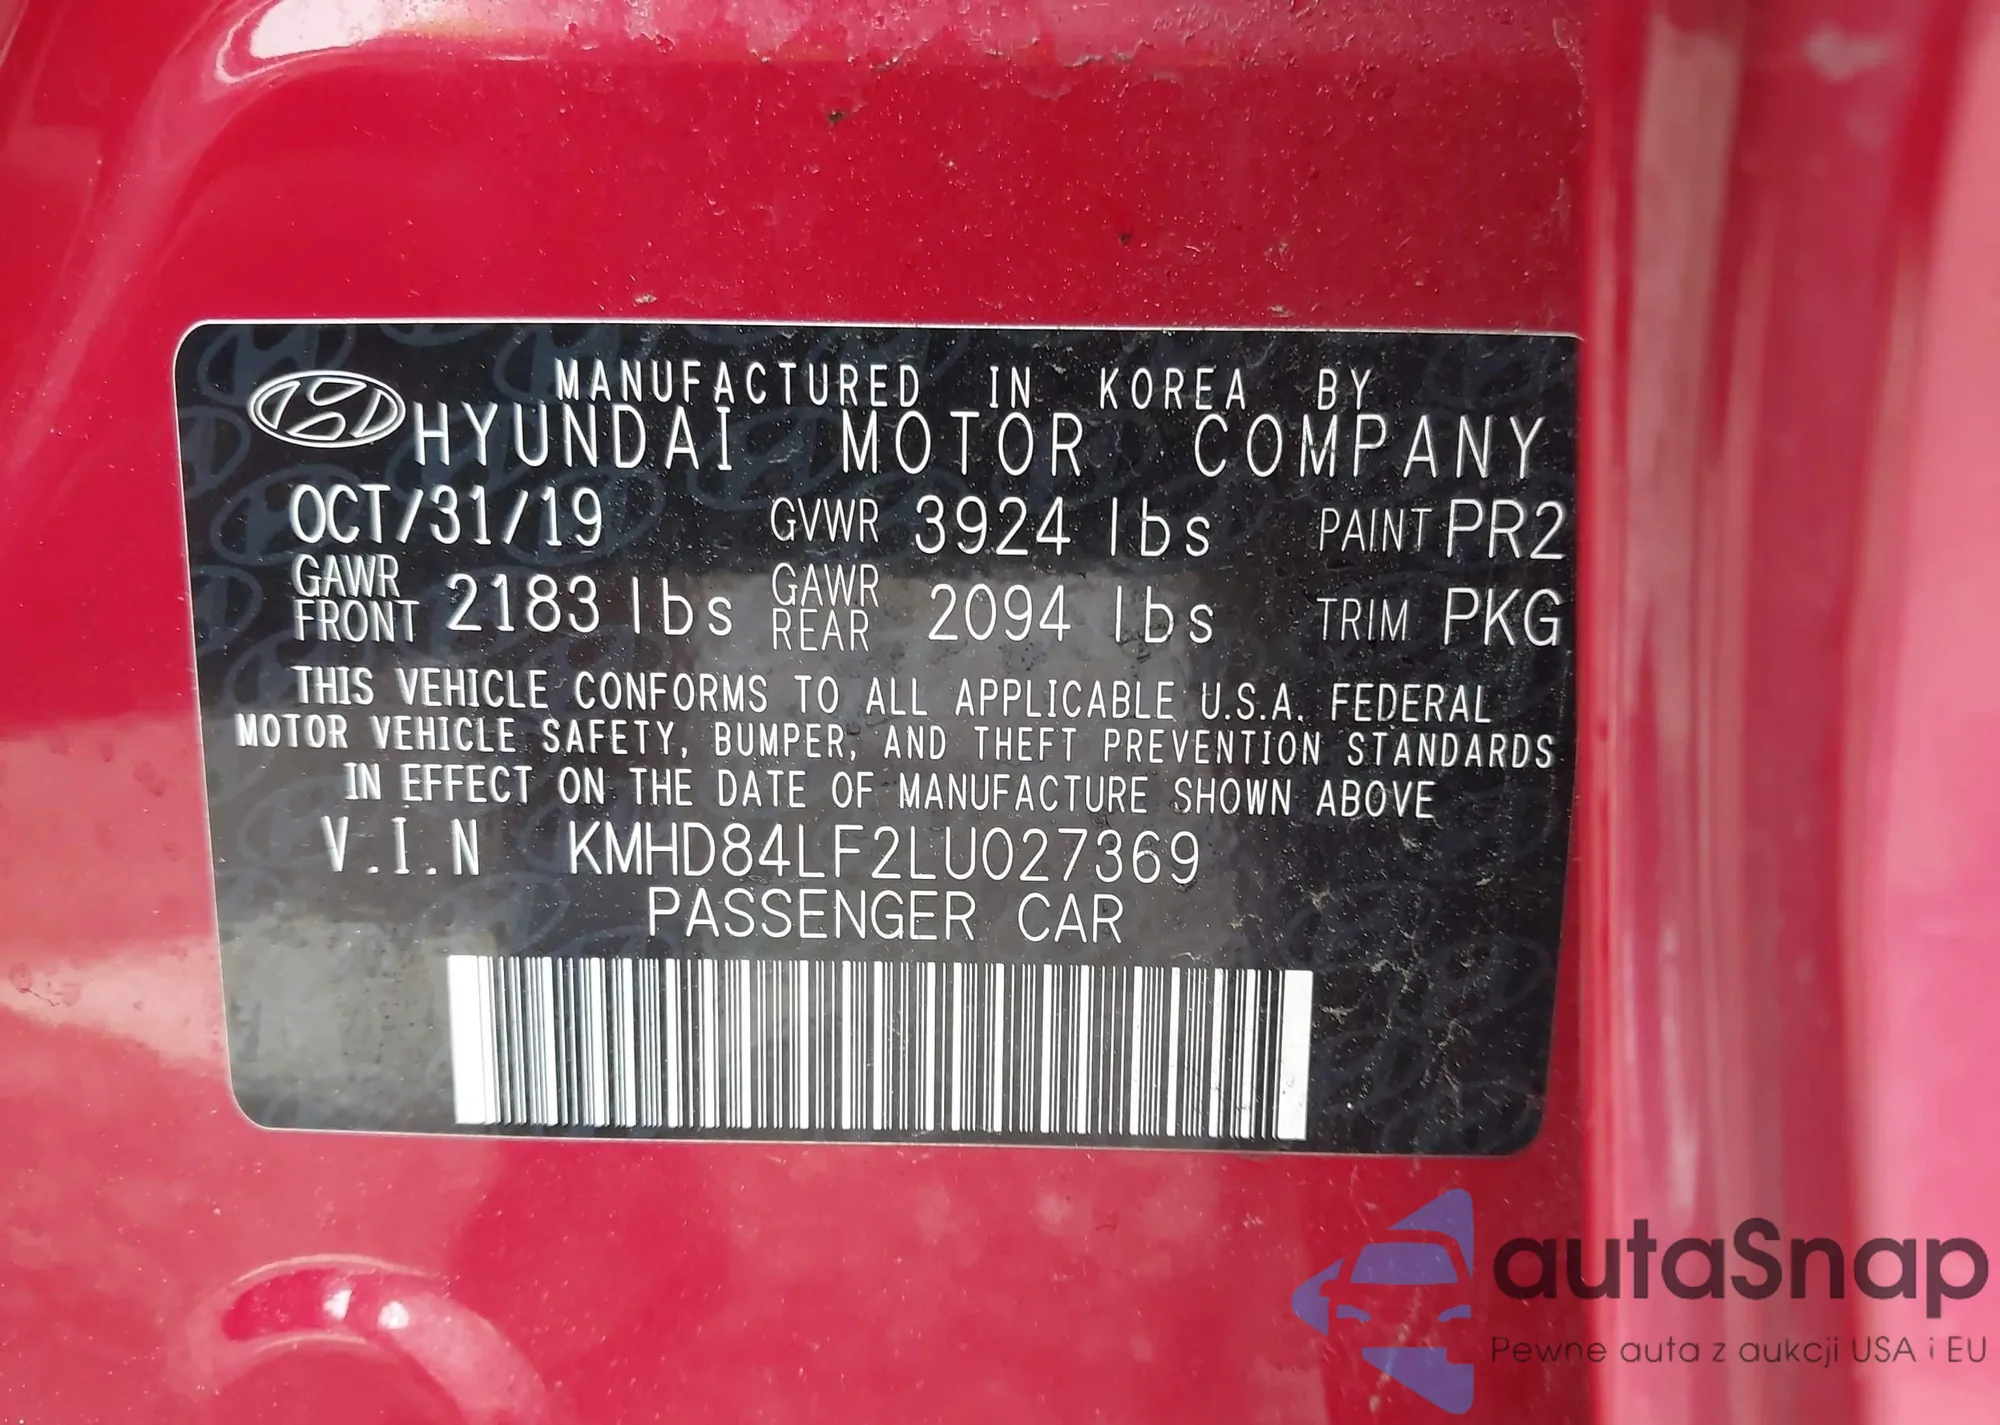 MANUFACTURED IN KOREA BY
HYUNDAI MOTOR COMPANY
OCT/31/19 GVWR 3924 lbs PAINT PR2
GAWR FRONT 2183 lbs GAWR REAR 2094 lbs TRIM PKG
THIS VEHICLE CONFORMS TO ALL APPLICABLE U.S.A. FEDERAL
MOTOR VEHICLE SAFETY, BUMPER, AND THEFT PREVENTION STANDARDS
IN EFFECT ON THE DATE OF MANUFACTURE SHOWN ABOVE
V.I.N KMHD84LF2LU027369
PASSENGER CAR
autaSnap
Pewne auta z aukcji USA i EU